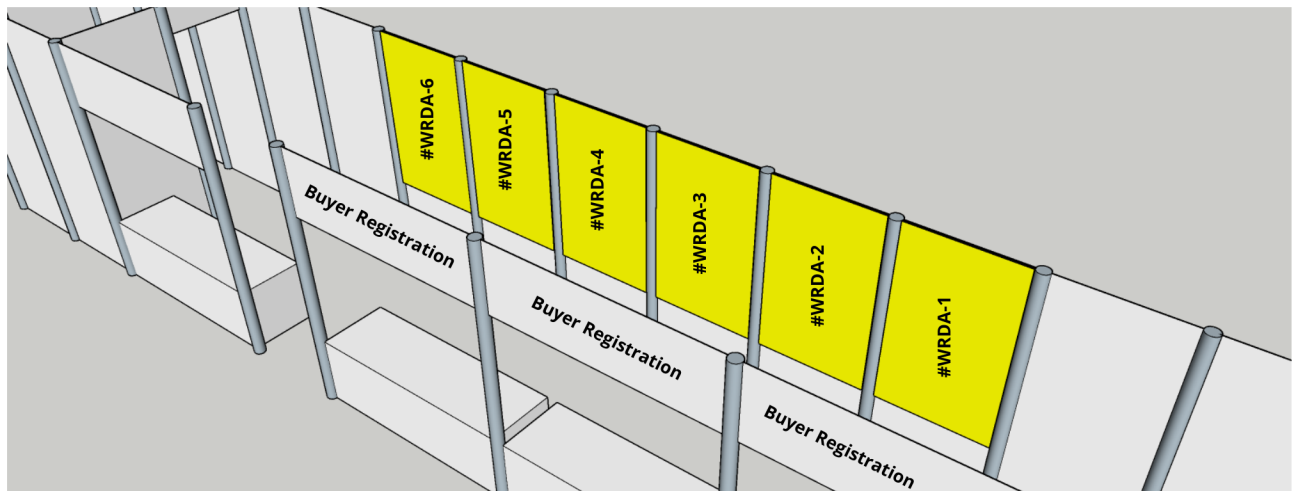 #WRDA-6
#WRDA-5
#WRDA-4
#WRDA-3
#WRDA-2
#WRDA-1
Buyer Registration
Buyer Registration
Buyer Registration